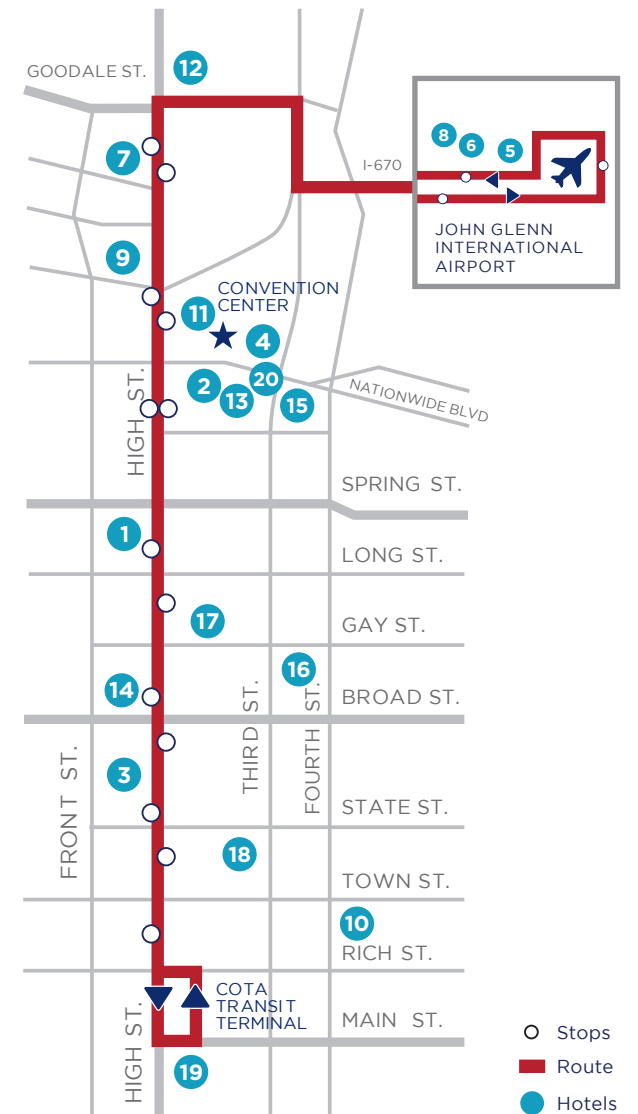 GOODALE ST.
12
7
I-670
8
6
5
JOHN GLENN
INTERNATIONAL
AIRPORT
9
CONVENTION
CENTER
11
4
20
2
13
15
NATIONWIDE BLVD
HIGH ST.
SPRING ST.
1
LONG ST.
17
GAY ST.
16
14
BROAD ST.
THIRD ST.
FOURTH ST.
3
FRONT ST.
STATE ST.
18
TOWN ST.
10
RICH ST.
COTA
TRANSIT
TERMINAL
MAIN ST.
HIGH ST.
19
Stops
Route
Hotels